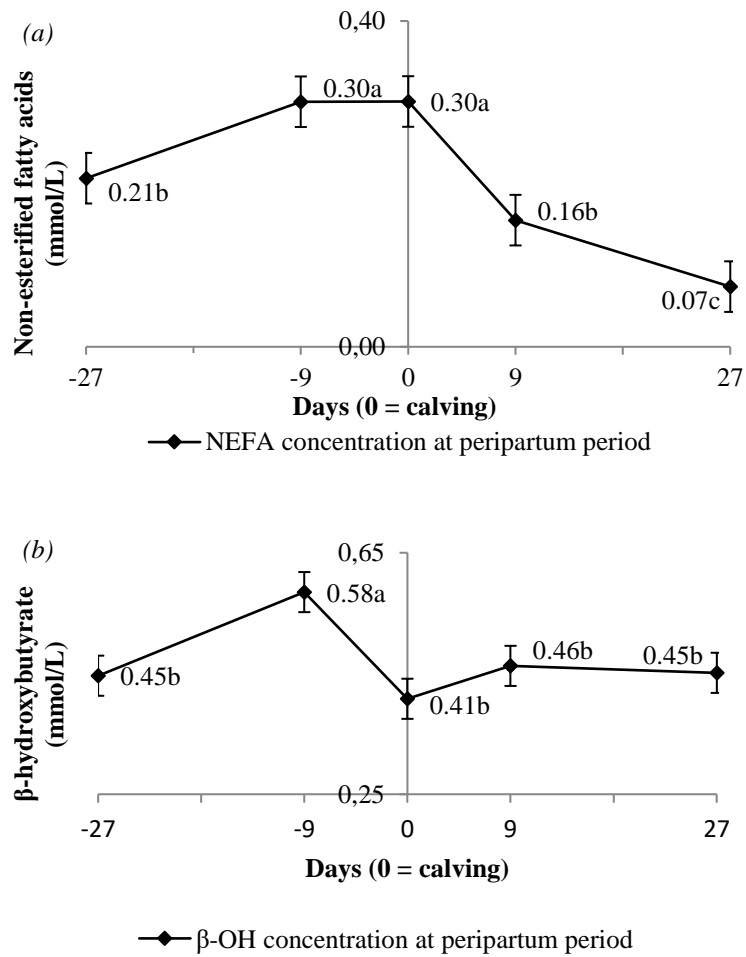 (a)
0,40
0.30a
0.30a
0.21b
0.16b
0.07c
0,00
Non-esterified fatty acids
(mmol/L)
-27 -9 0 9 27
Days (0 = calving)
NEFA concentration at peripartum period
(b)
0,65
0.58a
0.45b
0.41b
0.46b
0.45b
0,25
β-hydroxybutyrate
(mmol/L)
-27 -9 0 9 27
Days (0 = calving)
β-OH concentration at peripartum period